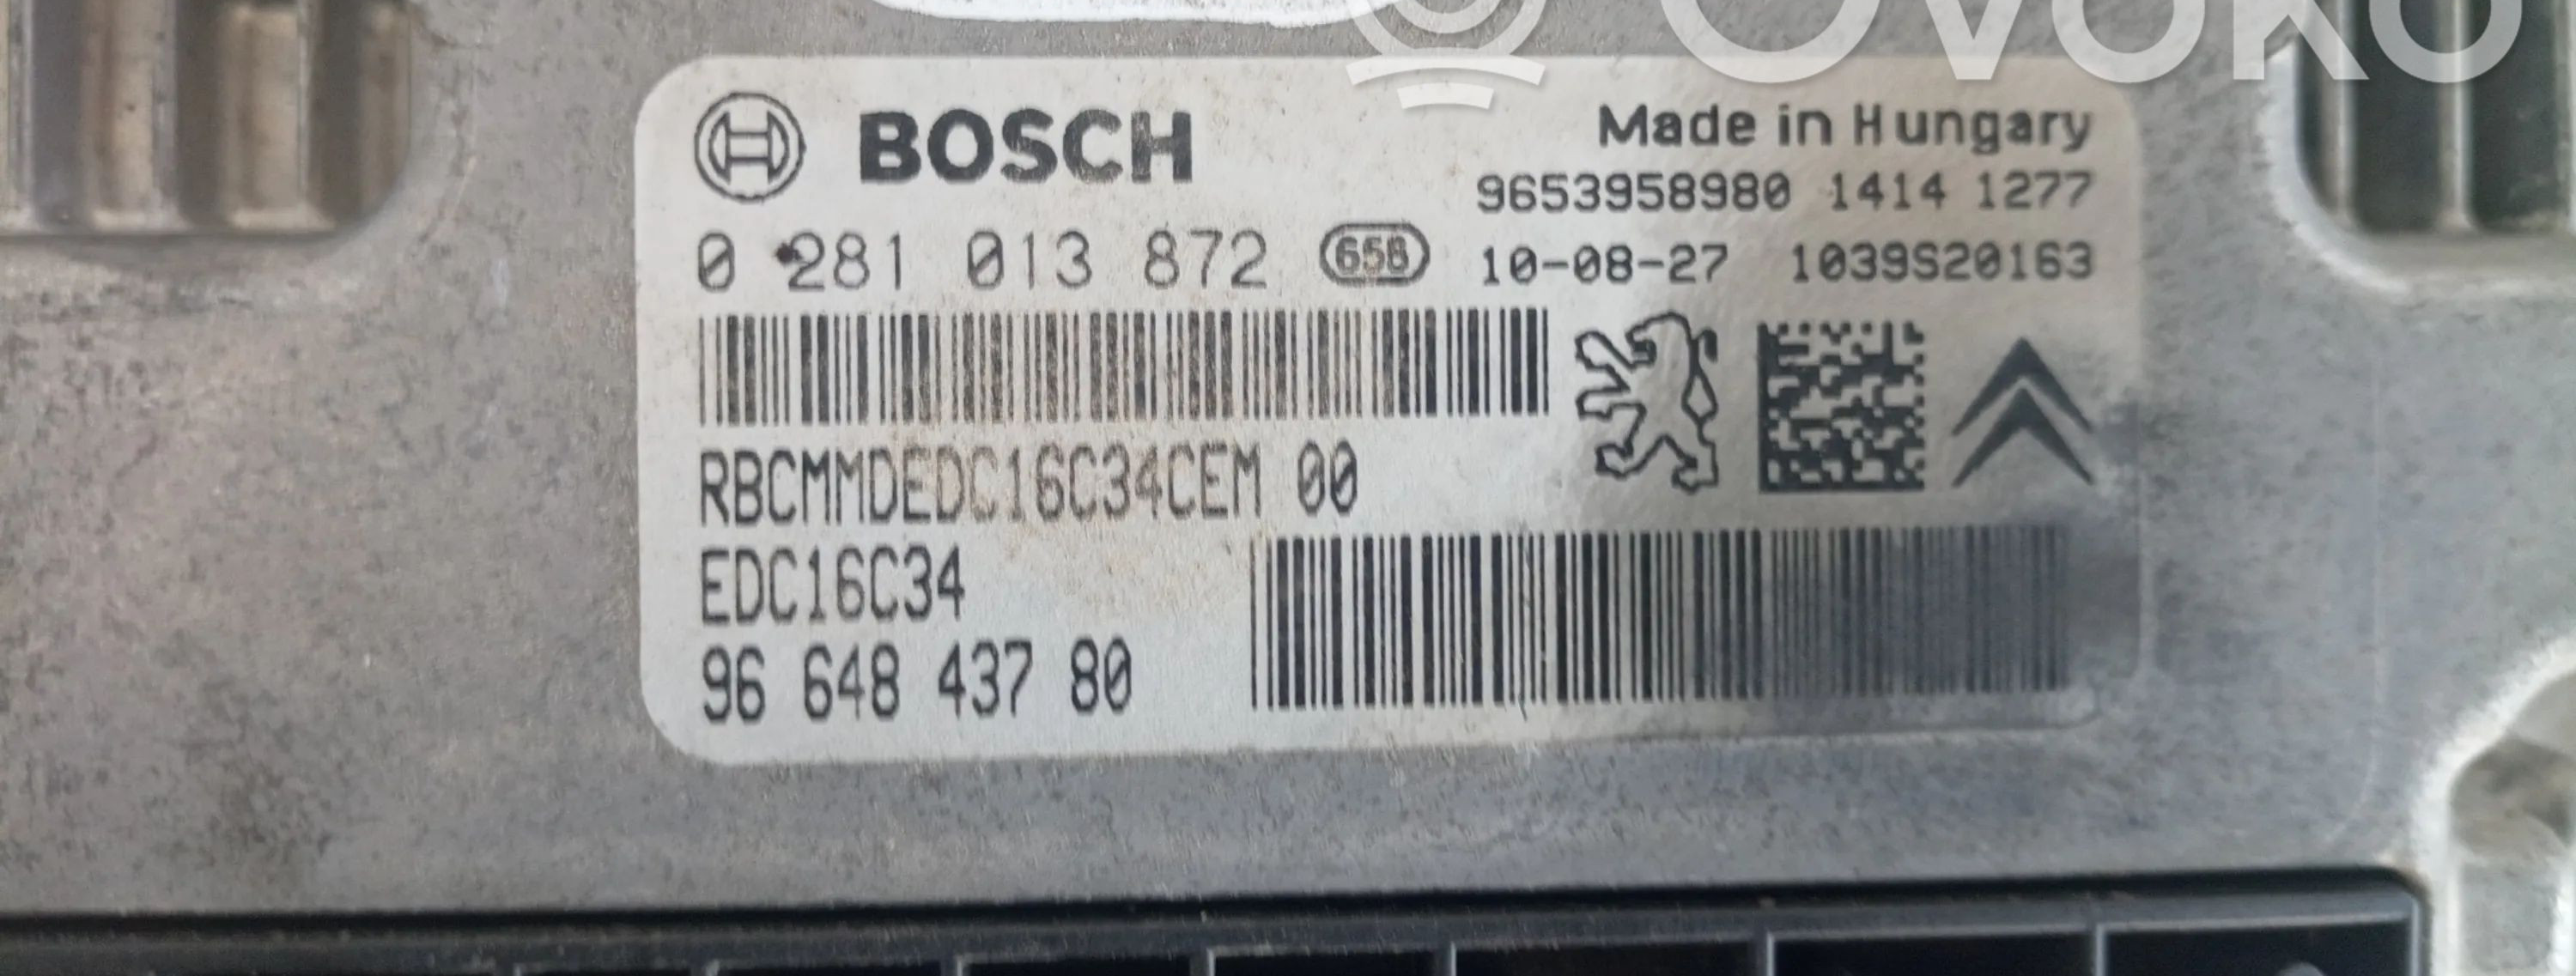 OVOKO
BOSCH
Made in Hungary
9653958980 1414 1277
0 281 013 872 658 10-08-27 1039S20163
RBCMMDEDC16C34CEM 00
EDC16C34
96 648 437 80